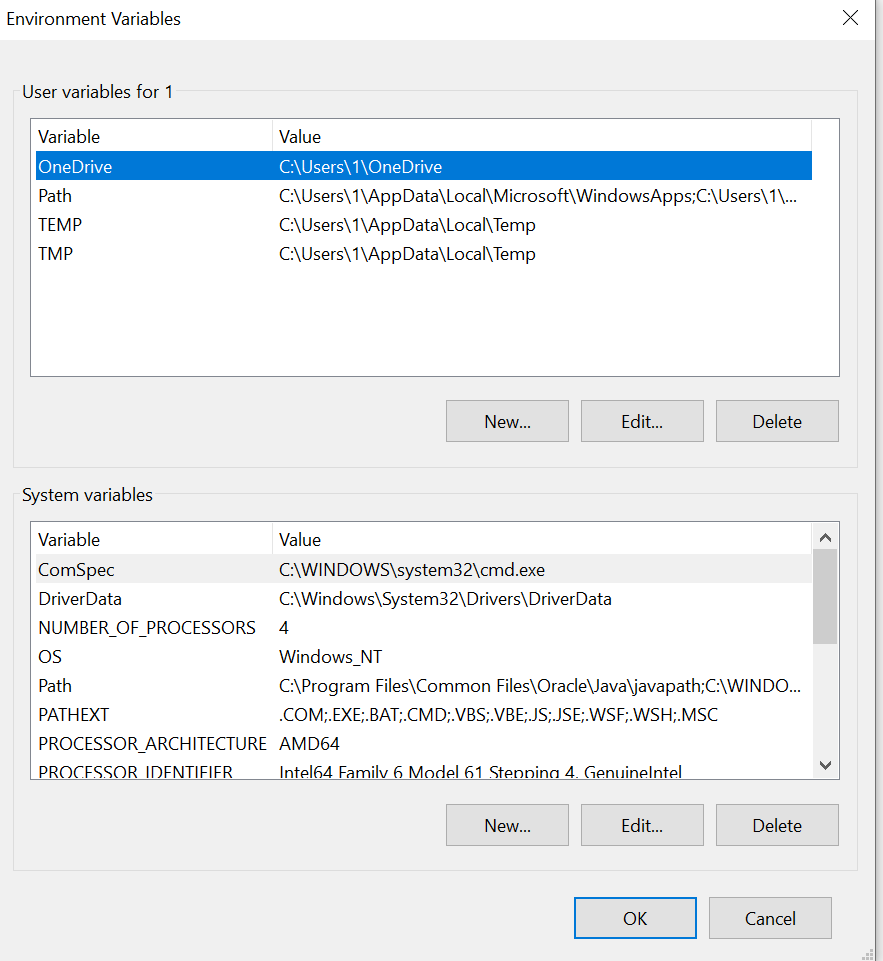 Environment Variables
User variables for 1
Variable Value
OneDrive C:\Users\1\OneDrive
Path C:\Users\1\AppData\Local\Microsoft\WindowsApps;C:\Users\1\...
TEMP C:\Users\1\AppData\Local\Temp
TMP C:\Users\1\AppData\Local\Temp
New... Edit... Delete
System variables
Variable Value
ComSpec C:\WINDOWS\system32\cmd.exe
DriverData C:\Windows\System32\Drivers\DriverData
NUMBER_OF_PROCESSORS 4
OS Windows_NT
Path C:\Program Files\Common Files\Oracle\Java\javapath;C:\WINDO...
PATHEXT .COM;.EXE;.BAT;.CMD;.VBS;.VBE;.JS;.JSE;.WSF;.WSH;.MSC
PROCESSOR_ARCHITECTURE AMD64
PROCESSOR_IDENTIFIER Intel64 Family 6 Model 61 Stepping 4, GenuineIntel
New... Edit... Delete
OK Cancel